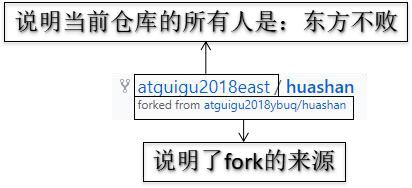 说明当前仓库的所有人是：东方不败
atguigu2018east / huashan
forked from atguigu2018ybuq/huashan
说明了fork的来源